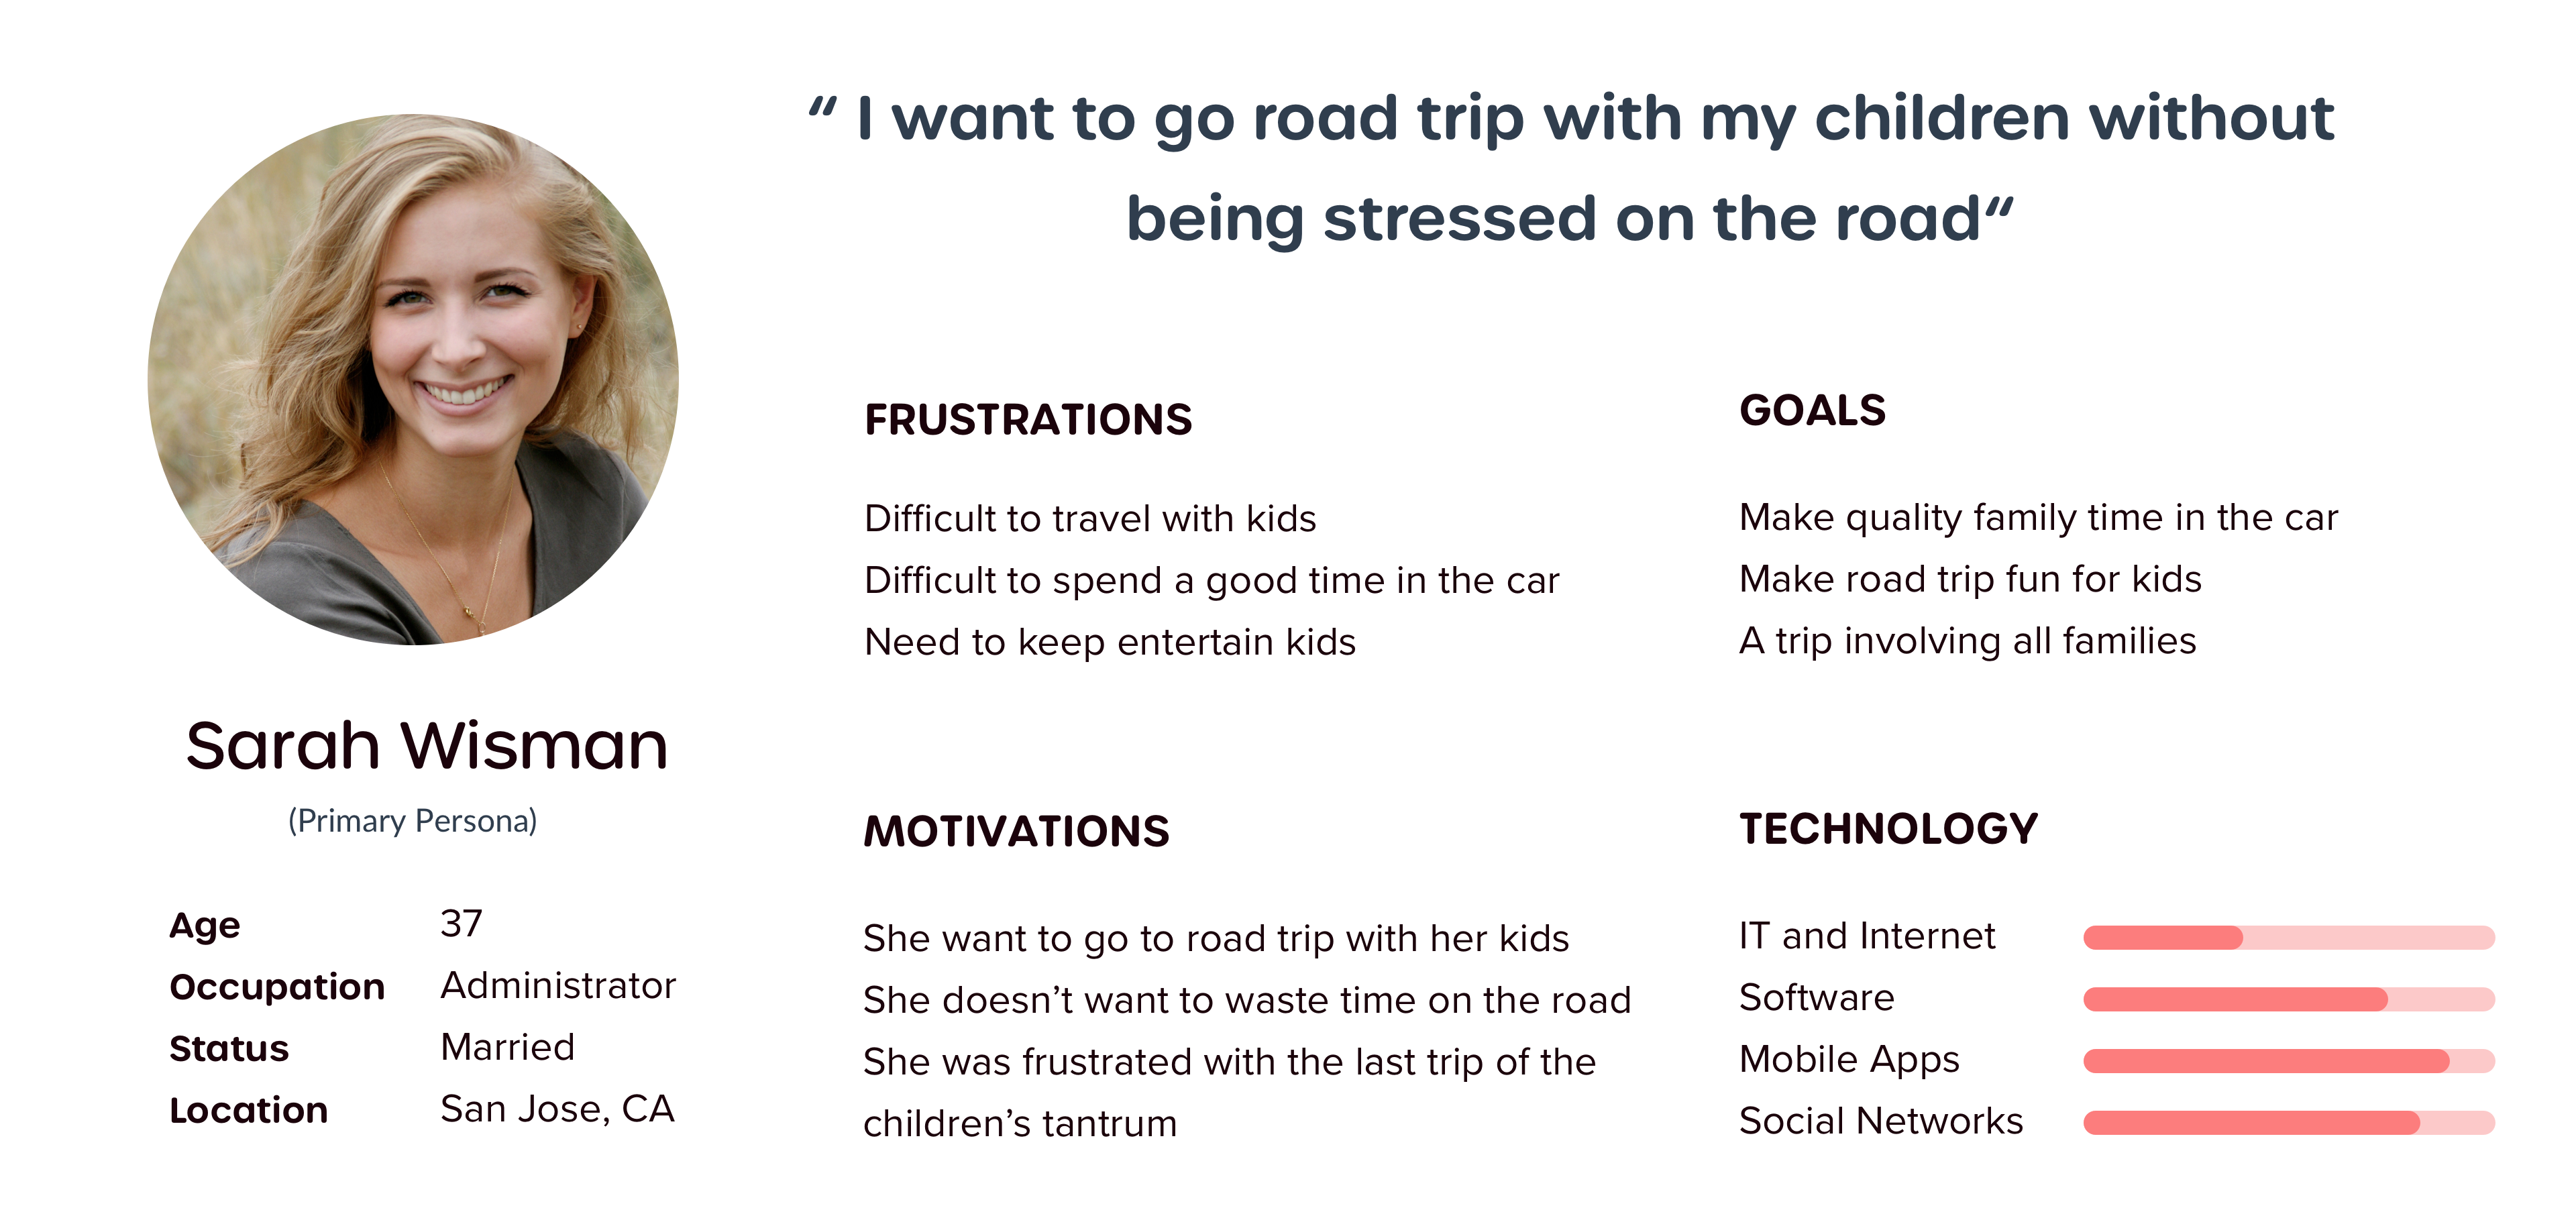 “ I want to go road trip with my children without
being stressed on the road“
Sarah Wisman
(Primary Persona)
Age 37
Occupation Administrator
Status Married
Location San Jose, CA
FRUSTRATIONS
Difficult to travel with kids
Difficult to spend a good time in the car
Need to keep entertain kids
GOALS
Make quality family time in the car
Make road trip fun for kids
A trip involving all families
MOTIVATIONS
She want to go to road trip with her kids
She doesn’t want to waste time on the road
She was frustrated with the last trip of the
children’s tantrum
TECHNOLOGY
IT and Internet
Software
Mobile Apps
Social Networks